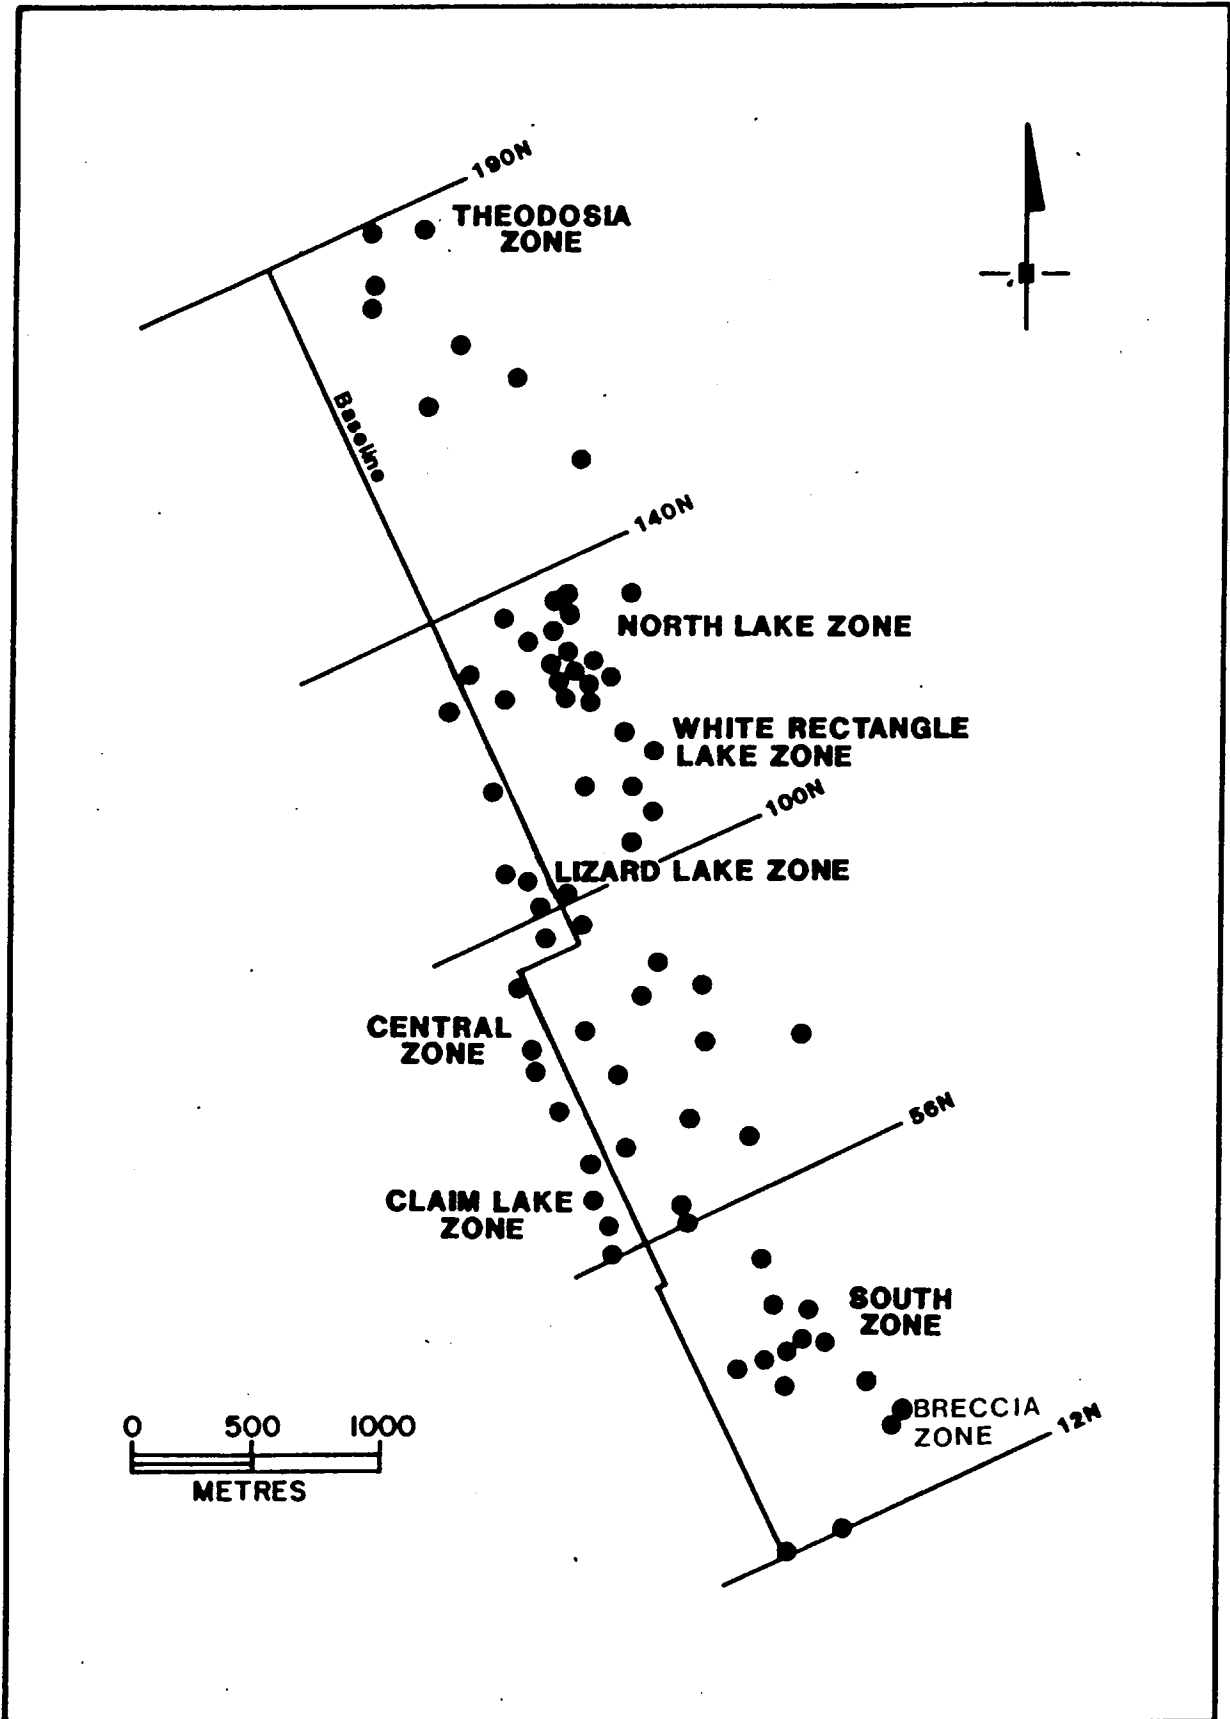 190N
THEODOSIA
ZONE
Baseline
140N
NORTH LAKE ZONE
WHITE RECTANGLE
LAKE ZONE
100N
LIZARD LAKE ZONE
CENTRAL
ZONE
56N
CLAIM LAKE
ZONE
SOUTH
ZONE
BRECCIA
ZONE
12N
0 500 1000
METRES